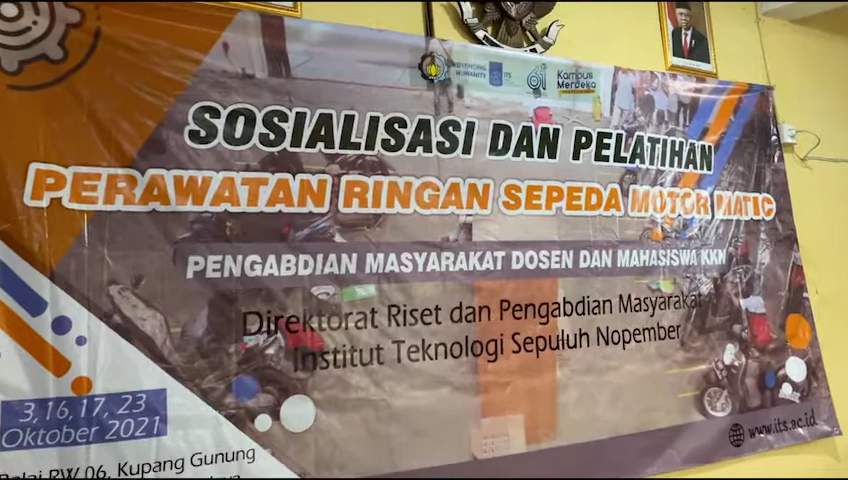 ADVENCING HUMANITY
ITS
Kampus Merdeka
SOSIALISASI DAN PELATIHAN
PERAWATAN RINGAN SEPEDA MOTOR MATIC
PENGABDIAN MASYARAKAT DOSEN DAN MAHASISWA KKN
Direktorat Riset dan Pengabdian Masyarakat
Institut Teknologi Sepuluh Nopember
3,16,17, 23
Oktober 2021
Balai RW 06, Kupang Gunung
www.its.ac.id